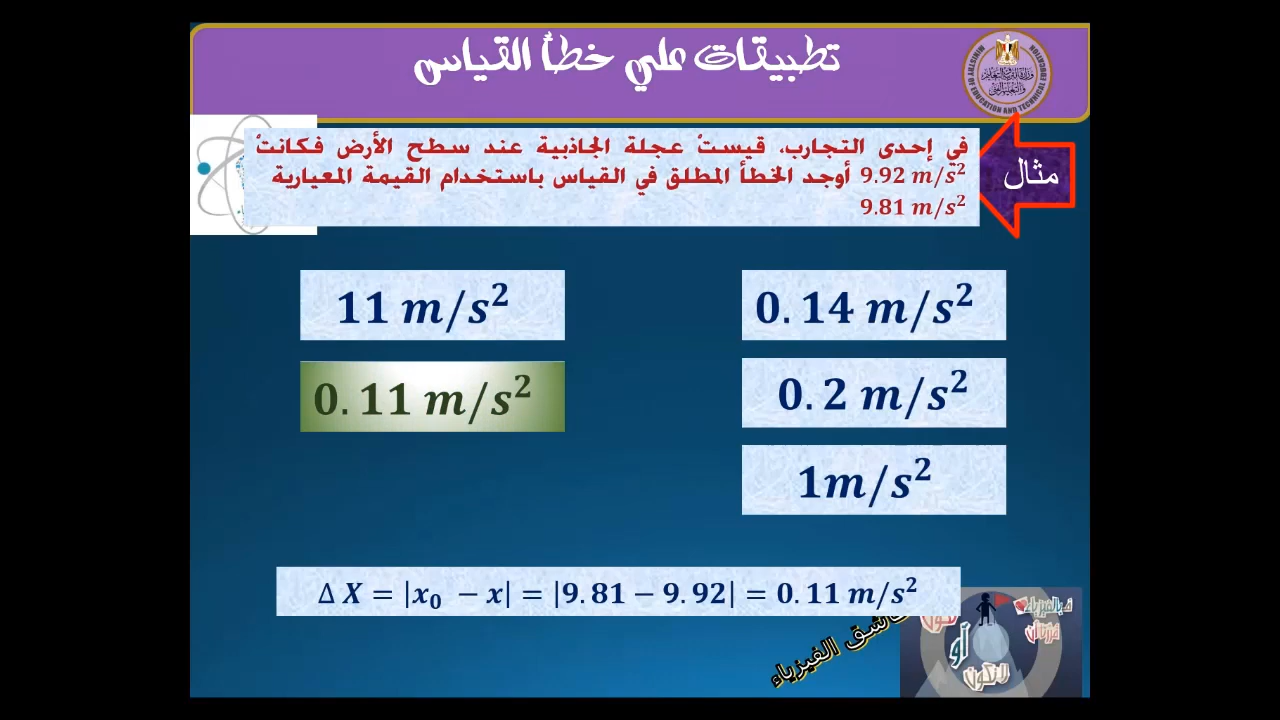 تطبيقات علي خطأ القياس
مثال
في إحدى التجارب، قيستْ عجلة الجاذبية عند سطح الأرض فكانتْ
9.92 m/s² أوجد الخطأ المطلق في القياس باستخدام القيمة المعيارية
9.81 m/s²
0.14 m/s²
11 m/s²
0.2 m/s²
0.11 m/s²
1m/s²
Δ X = |x₀ − x| = |9.81 − 9.92| = 0.11 m/s²
الفيزياء
أو
لاتكون